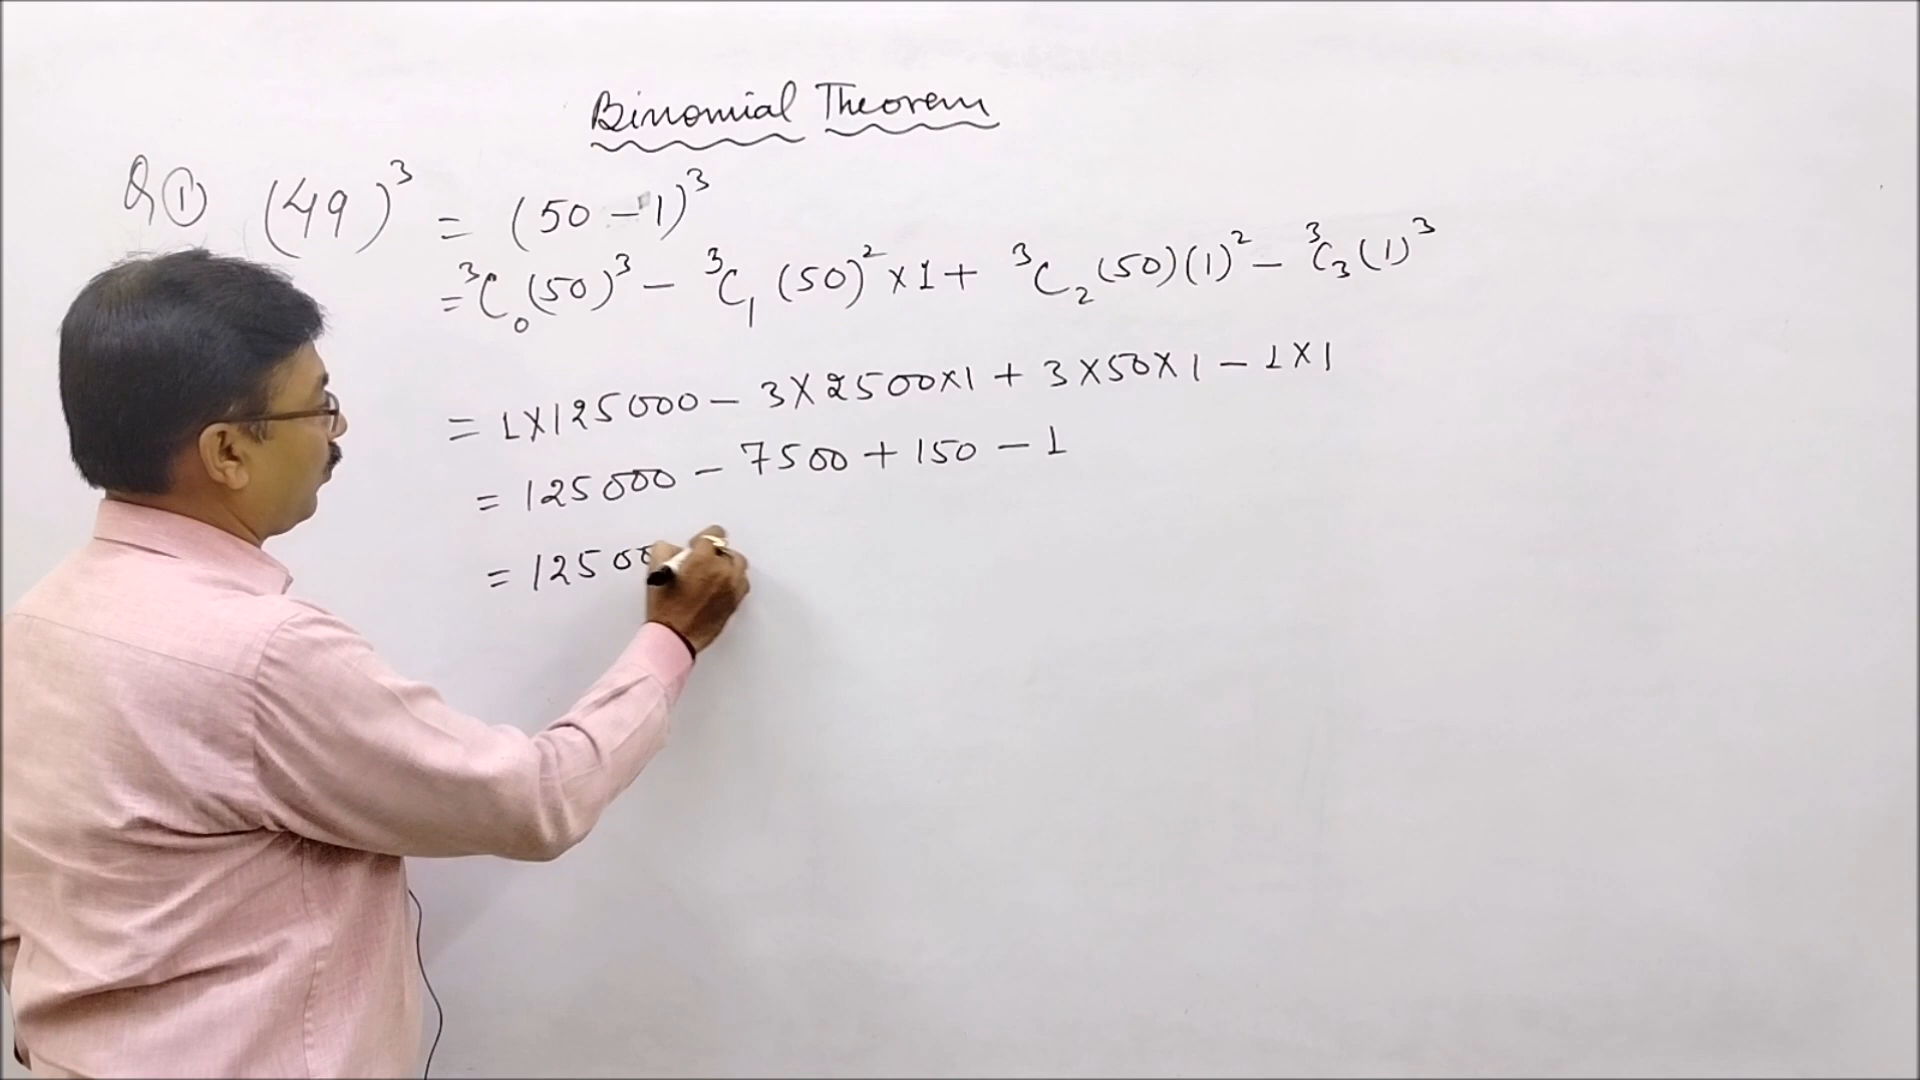 Binomial Theorem
Q ① (49)³ = (50 - 1)³
= ³C₀(50)³ - ³C₁(50)² × 1 + ³C₂(50)(1)² - ³C₃(1)³
= 1×125000 - 3×2500×1 + 3×50×1 - 1×1
= 125000 - 7500 + 150 - 1
= 12500